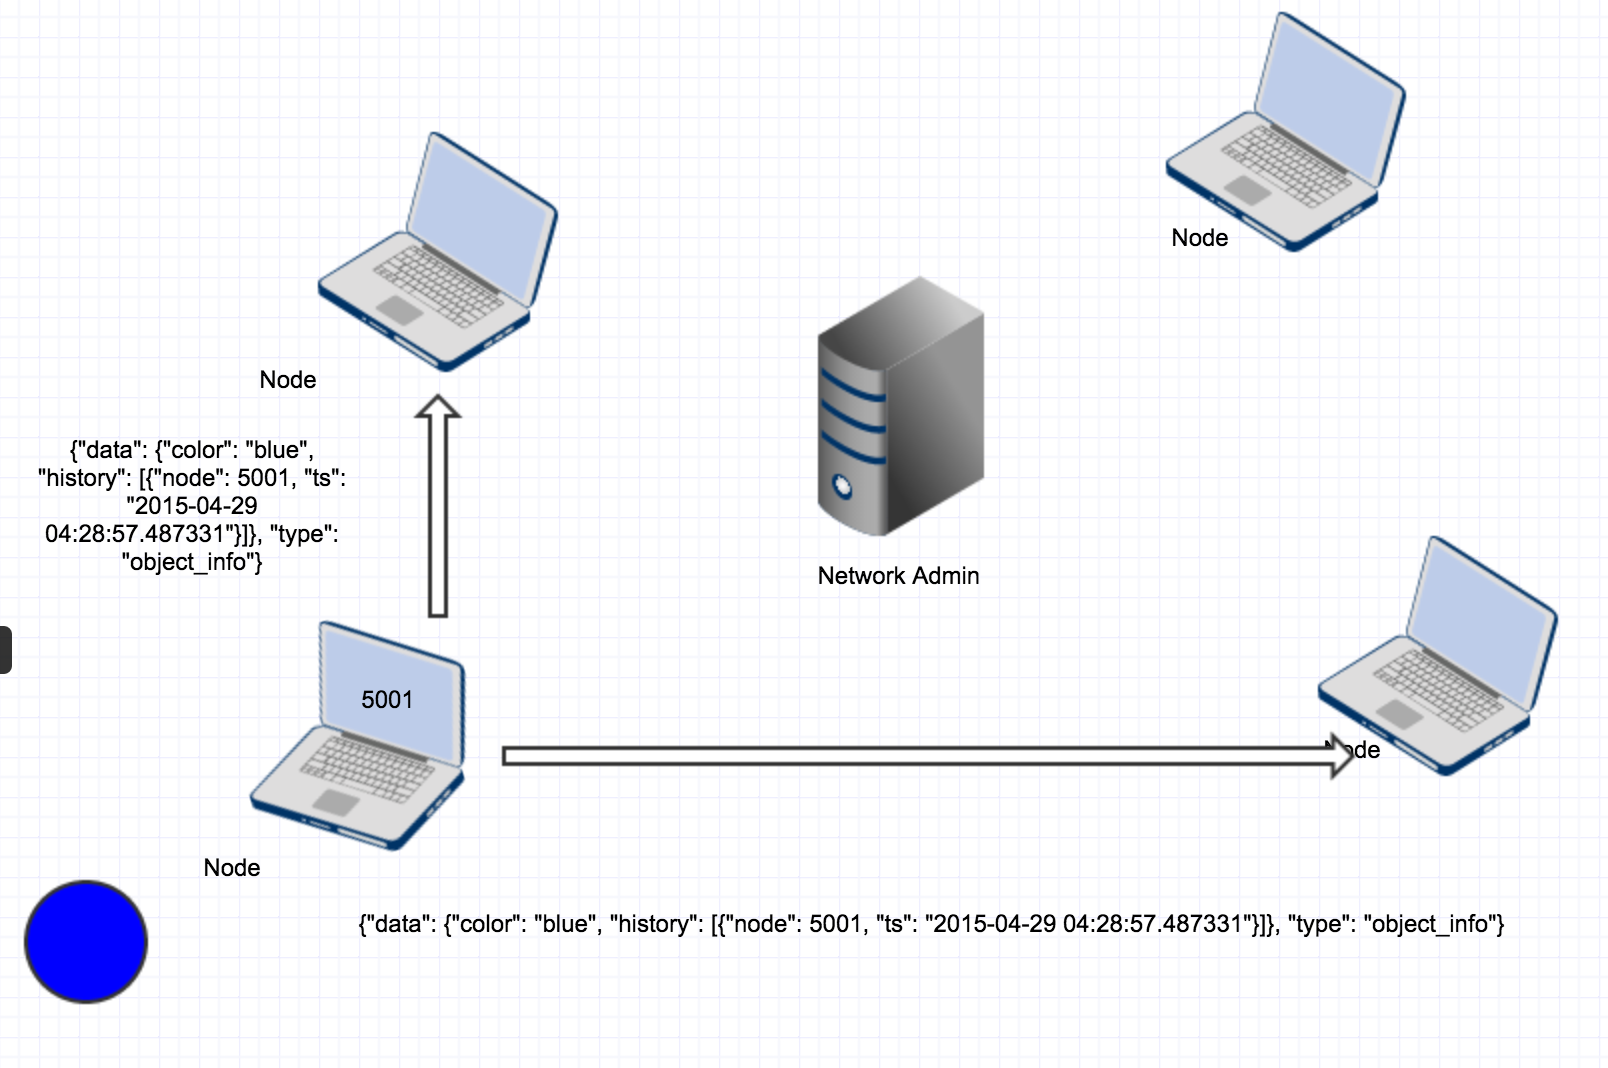 Node
Node
{"data": {"color": "blue",
"history": [{"node": 5001, "ts":
"2015-04-29
04:28:57.487331"}]}, "type":
"object_info"}
Network Admin
5001
Node
Node
{"data": {"color": "blue", "history": [{"node": 5001, "ts": "2015-04-29 04:28:57.487331"}]}, "type": "object_info"}